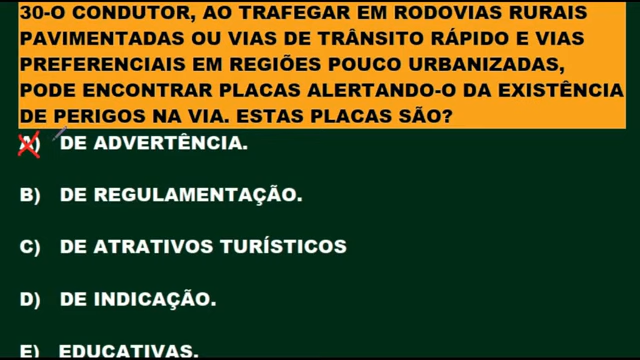 30-O CONDUTOR, AO TRAFEGAR EM RODOVIAS RURAIS
PAVIMENTADAS OU VIAS DE TRÂNSITO RÁPIDO E VIAS
PREFERENCIAIS EM REGIÕES POUCO URBANIZADAS,
PODE ENCONTRAR PLACAS ALERTANDO-O DA EXISTÊNCIA
DE PERIGOS NA VIA. ESTAS PLACAS SÃO?
A) DE ADVERTÊNCIA.
B) DE REGULAMENTAÇÃO.
C) DE ATRATIVOS TURÍSTICOS
D) DE INDICAÇÃO.
E) EDUCATIVAS.